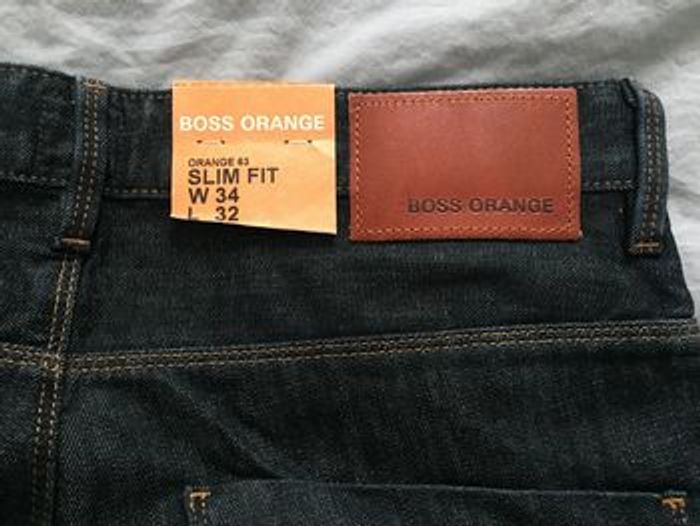 BOSS ORANGE
ORANGE 63
SLIM FIT
W 34
L 32
BOSS ORANGE